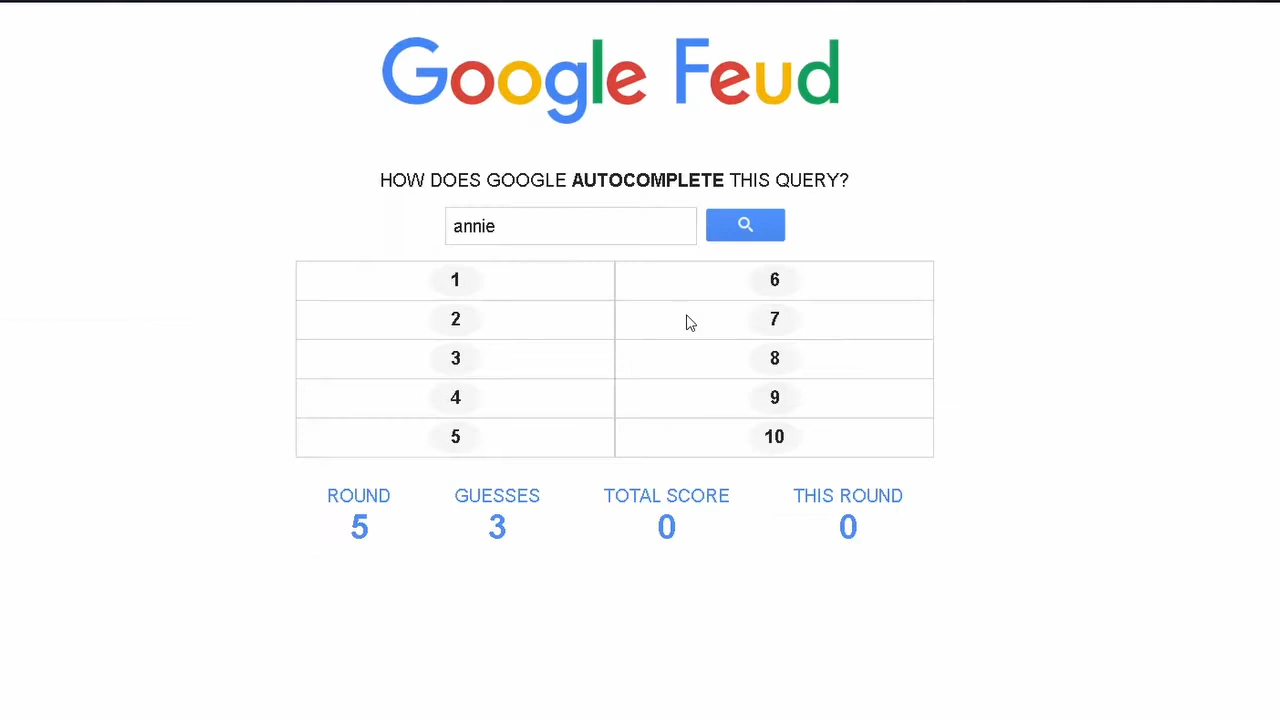 Google Feud
HOW DOES GOOGLE AUTOCOMPLETE THIS QUERY?
annie
1 6
2 7
3 8
4 9
5 10
ROUND GUESSES TOTAL SCORE THIS ROUND
5 3 0 0